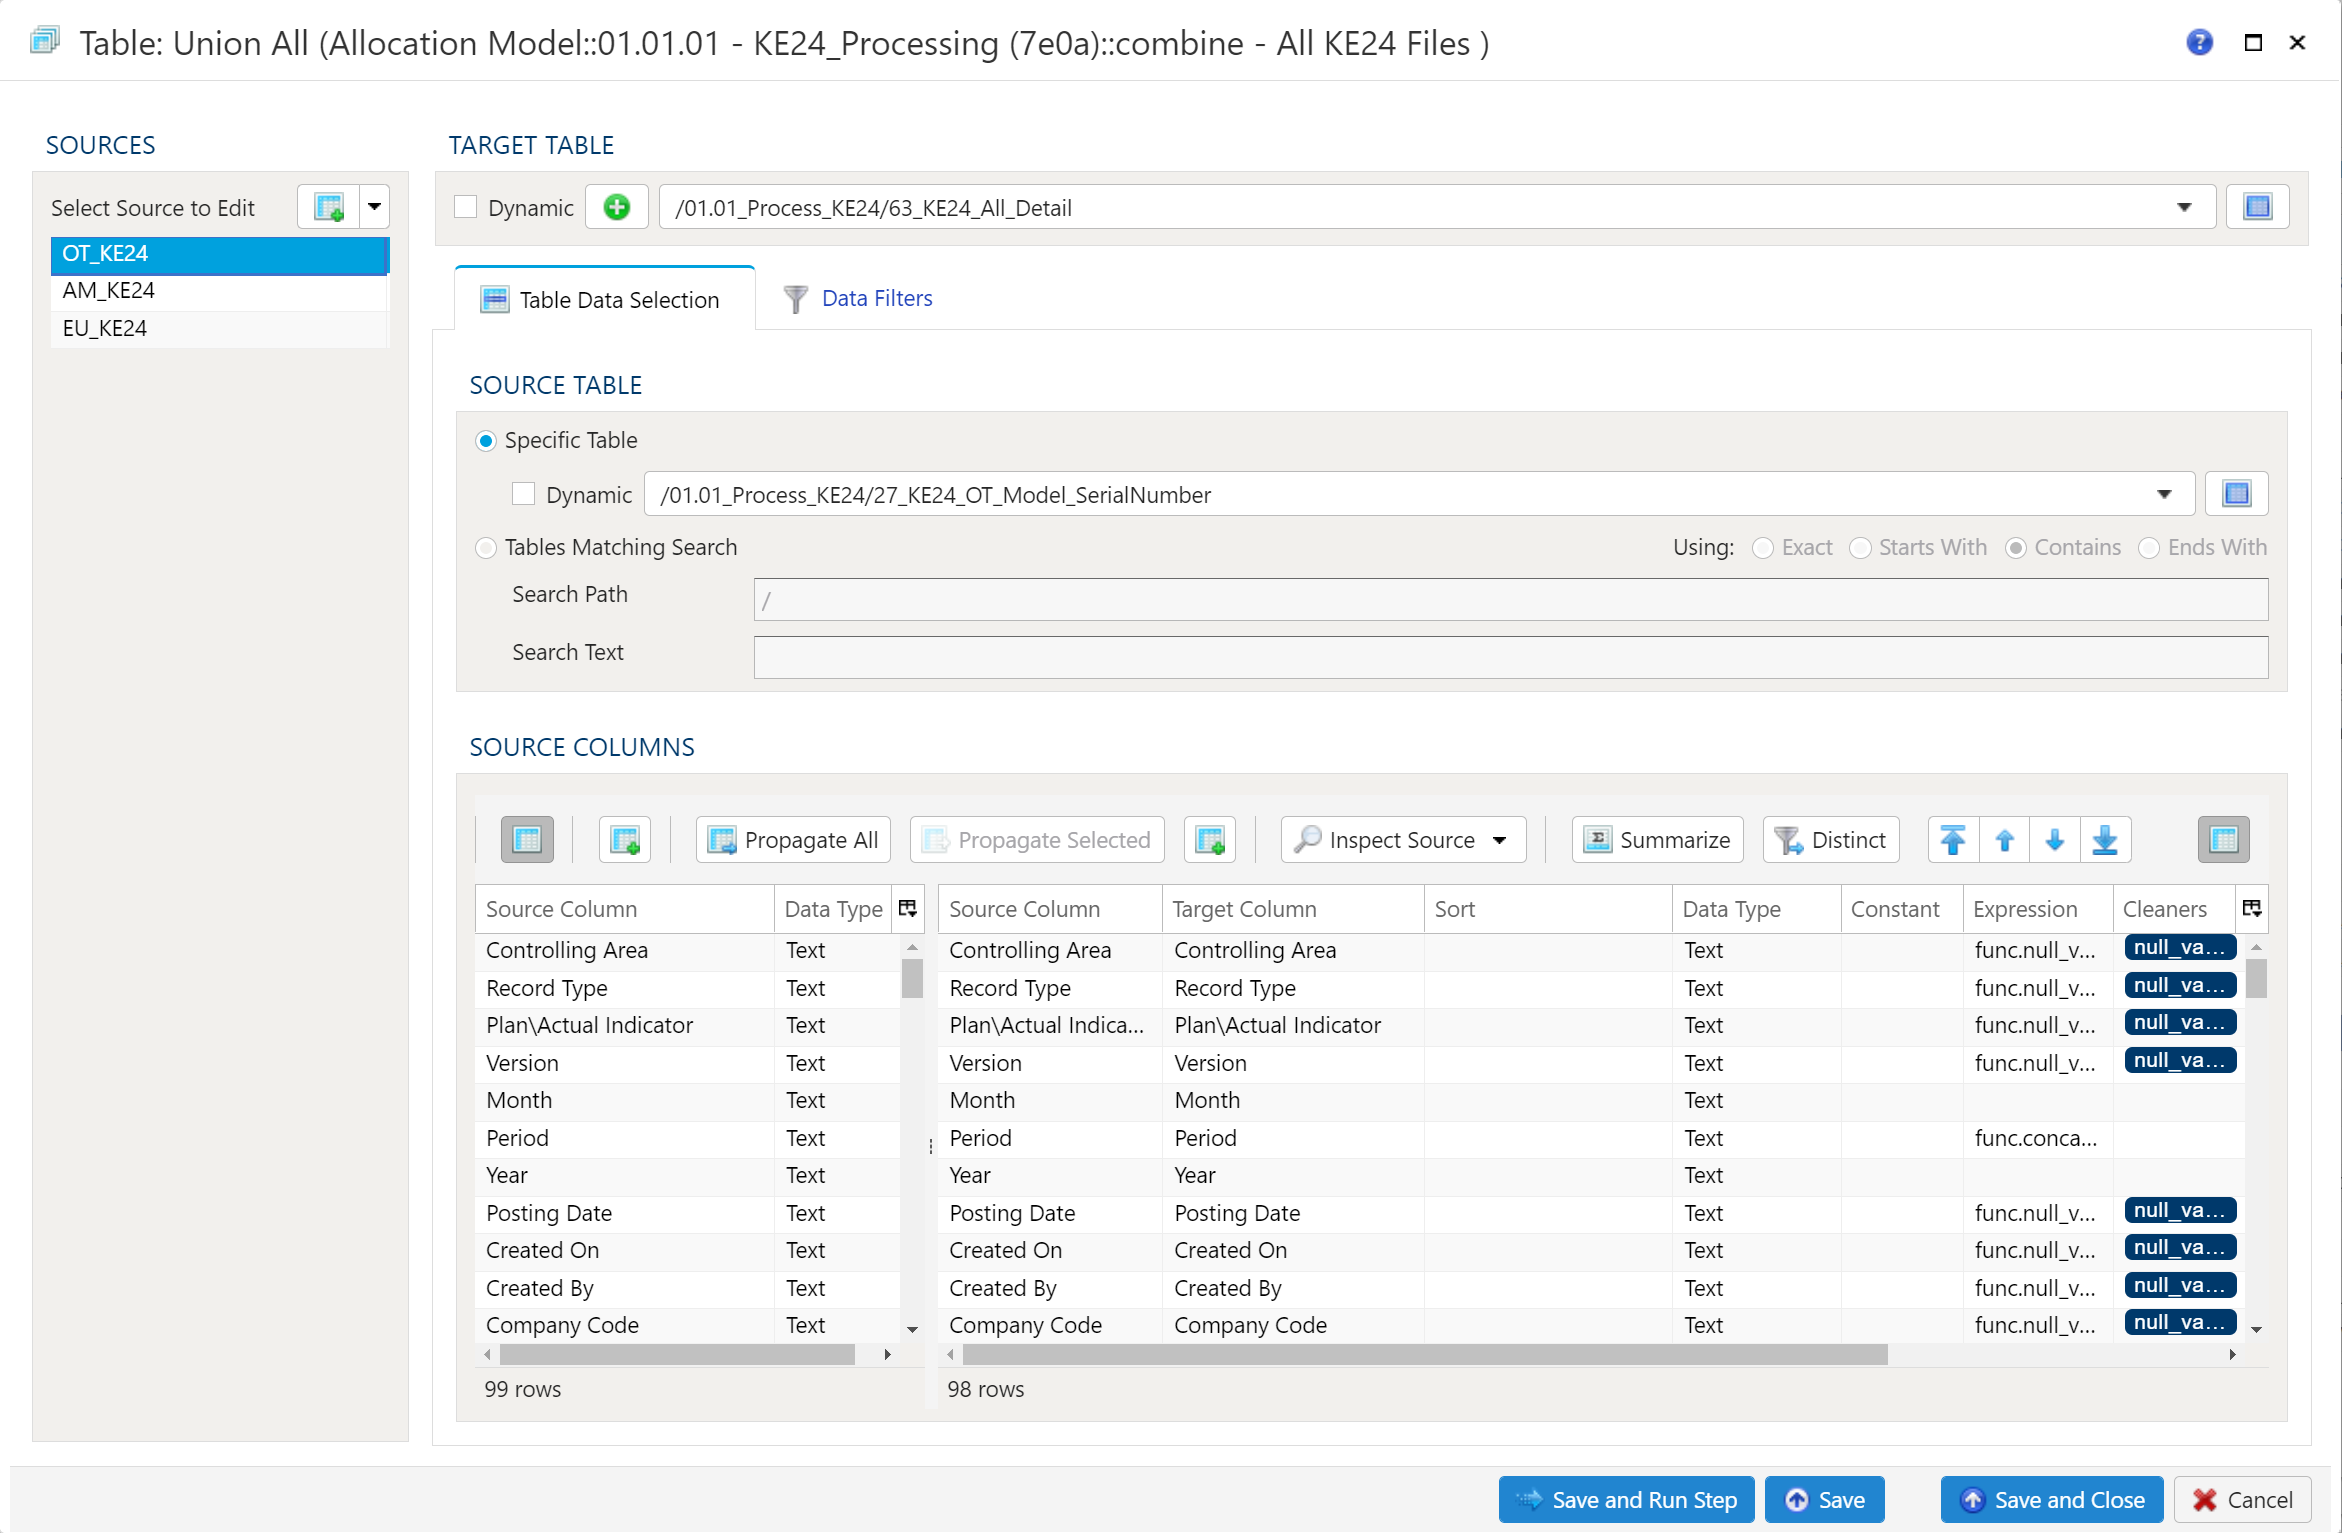 Table: Union All (Allocation Model::01.01.01 - KE24_Processing (7e0a)::combine - All KE24 Files )
SOURCES
Select Source to Edit
OT_KE24
AM_KE24
EU_KE24
TARGET TABLE
Dynamic /01.01_Process_KE24/63_KE24_All_Detail
Table Data Selection Data Filters
SOURCE TABLE
Specific Table
Dynamic /01.01_Process_KE24/27_KE24_OT_Model_SerialNumber
Tables Matching Search Using: Exact Starts With Contains Ends With
Search Path /
Search Text
SOURCE COLUMNS
Propagate All Propagate Selected Inspect Source Summarize Distinct
Source Column Data Type Source Column Target Column Sort Data Type Constant Expression Cleaners
Controlling Area Text Controlling Area Controlling Area Text func.null_v... null_va...
Record Type Text Record Type Record Type Text func.null_v... null_va...
Plan\Actual Indicator Text Plan\Actual Indica... Plan\Actual Indicator Text func.null_v... null_va...
Version Text Version Version Text func.null_v... null_va...
Month Text Month Month Text
Period Text Period Period Text func.conca...
Year Text Year Year Text
Posting Date Text Posting Date Posting Date Text func.null_v... null_va...
Created On Text Created On Created On Text func.null_v... null_va...
Created By Text Created By Created By Text func.null_v... null_va...
Company Code Text Company Code Company Code Text func.null_v... null_va...
99 rows 98 rows
Save and Run Step Save Save and Close Cancel